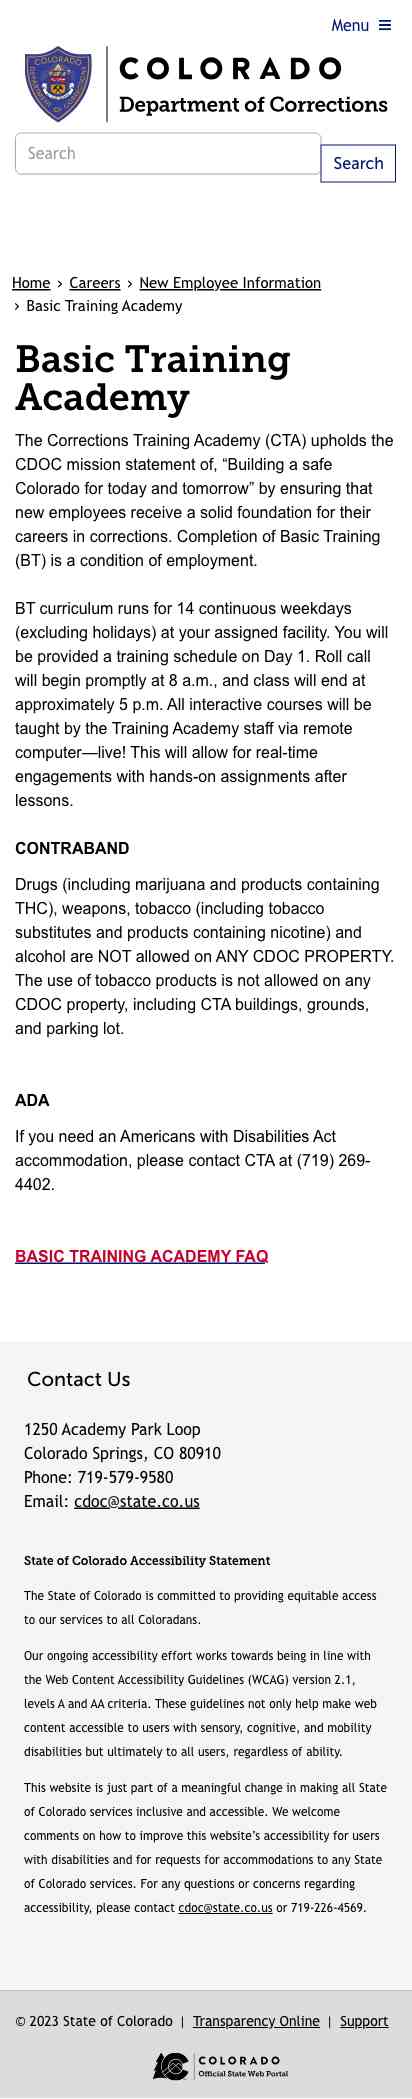 Menu
COLORADO
Department of Corrections
Search
Search
Home › Careers › New Employee Information
› Basic Training Academy
Basic Training
Academy
The Corrections Training Academy (CTA) upholds the
CDOC mission statement of, “Building a safe
Colorado for today and tomorrow” by ensuring that
new employees receive a solid foundation for their
careers in corrections. Completion of Basic Training
(BT) is a condition of employment.
BT curriculum runs for 14 continuous weekdays
(excluding holidays) at your assigned facility. You will
be provided a training schedule on Day 1. Roll call
will begin promptly at 8 a.m., and class will end at
approximately 5 p.m. All interactive courses will be
taught by the Training Academy staff via remote
computer—live! This will allow for real-time
engagements with hands-on assignments after
lessons.
CONTRABAND
Drugs (including marijuana and products containing
THC), weapons, tobacco (including tobacco
substitutes and products containing nicotine) and
alcohol are NOT allowed on ANY CDOC PROPERTY.
The use of tobacco products is not allowed on any
CDOC property, including CTA buildings, grounds,
and parking lot.
ADA
If you need an Americans with Disabilities Act
accommodation, please contact CTA at (719) 269-
4402.
BASIC TRAINING ACADEMY FAQ
Contact Us
1250 Academy Park Loop
Colorado Springs, CO 80910
Phone: 719-579-9580
Email: cdoc@state.co.us
State of Colorado Accessibility Statement
The State of Colorado is committed to providing equitable access
to our services to all Coloradans.
Our ongoing accessibility effort works towards being in line with
the Web Content Accessibility Guidelines (WCAG) version 2.1,
levels A and AA criteria. These guidelines not only help make web
content accessible to users with sensory, cognitive, and mobility
disabilities but ultimately to all users, regardless of ability.
This website is just part of a meaningful change in making all State
of Colorado services inclusive and accessible. We welcome
comments on how to improve this website’s accessibility for users
with disabilities and for requests for accommodations to any State
of Colorado services. For any questions or concerns regarding
accessibility, please contact cdoc@state.co.us or 719-226-4569.
© 2023 State of Colorado | Transparency Online | Support
COLORADO
Official State Web Portal